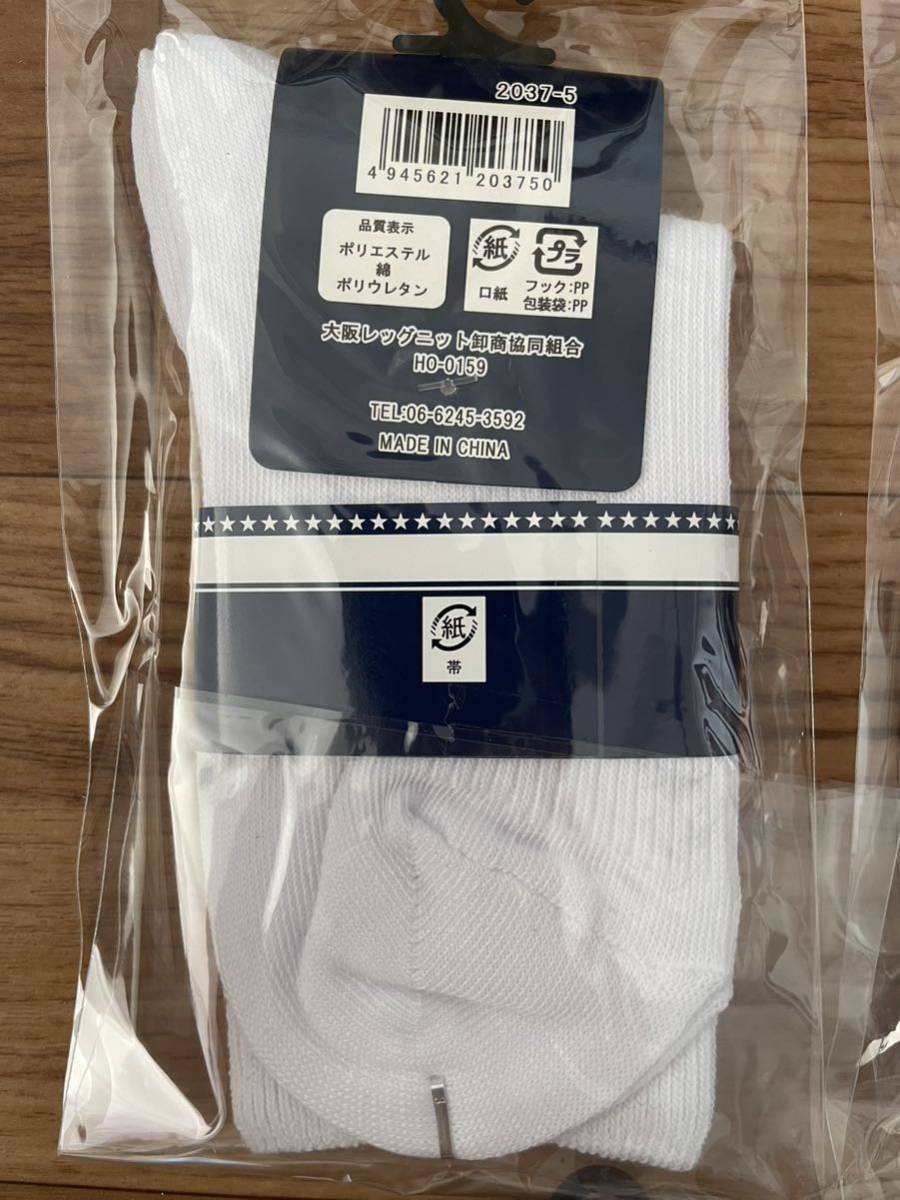 2037-5
4 945621 203750
品質表示
ポリエステル
綿
ポリウレタン
紙
口紙
プラ
フック:PP
包装袋:PP
大阪レッグニット卸商協同組合
HO-0159
TEL:06-6245-3592
MADE IN CHINA
紙
帯